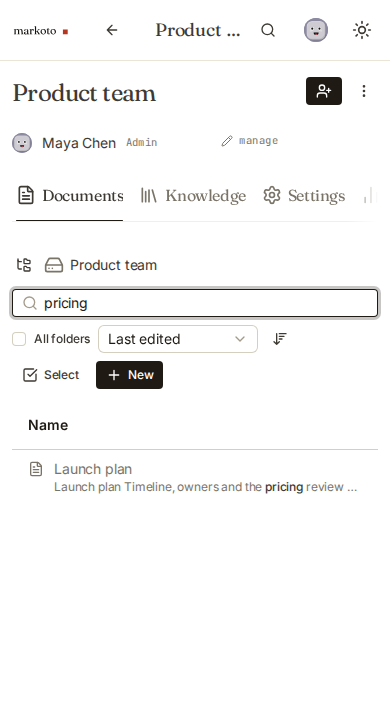 markoto
Product ...
Product team
Maya Chen Admin
manage
Documents Knowledge Settings
Product team
pricing
All folders Last edited
Select New
Name
Launch plan
Launch plan Timeline, owners and the pricing review ...